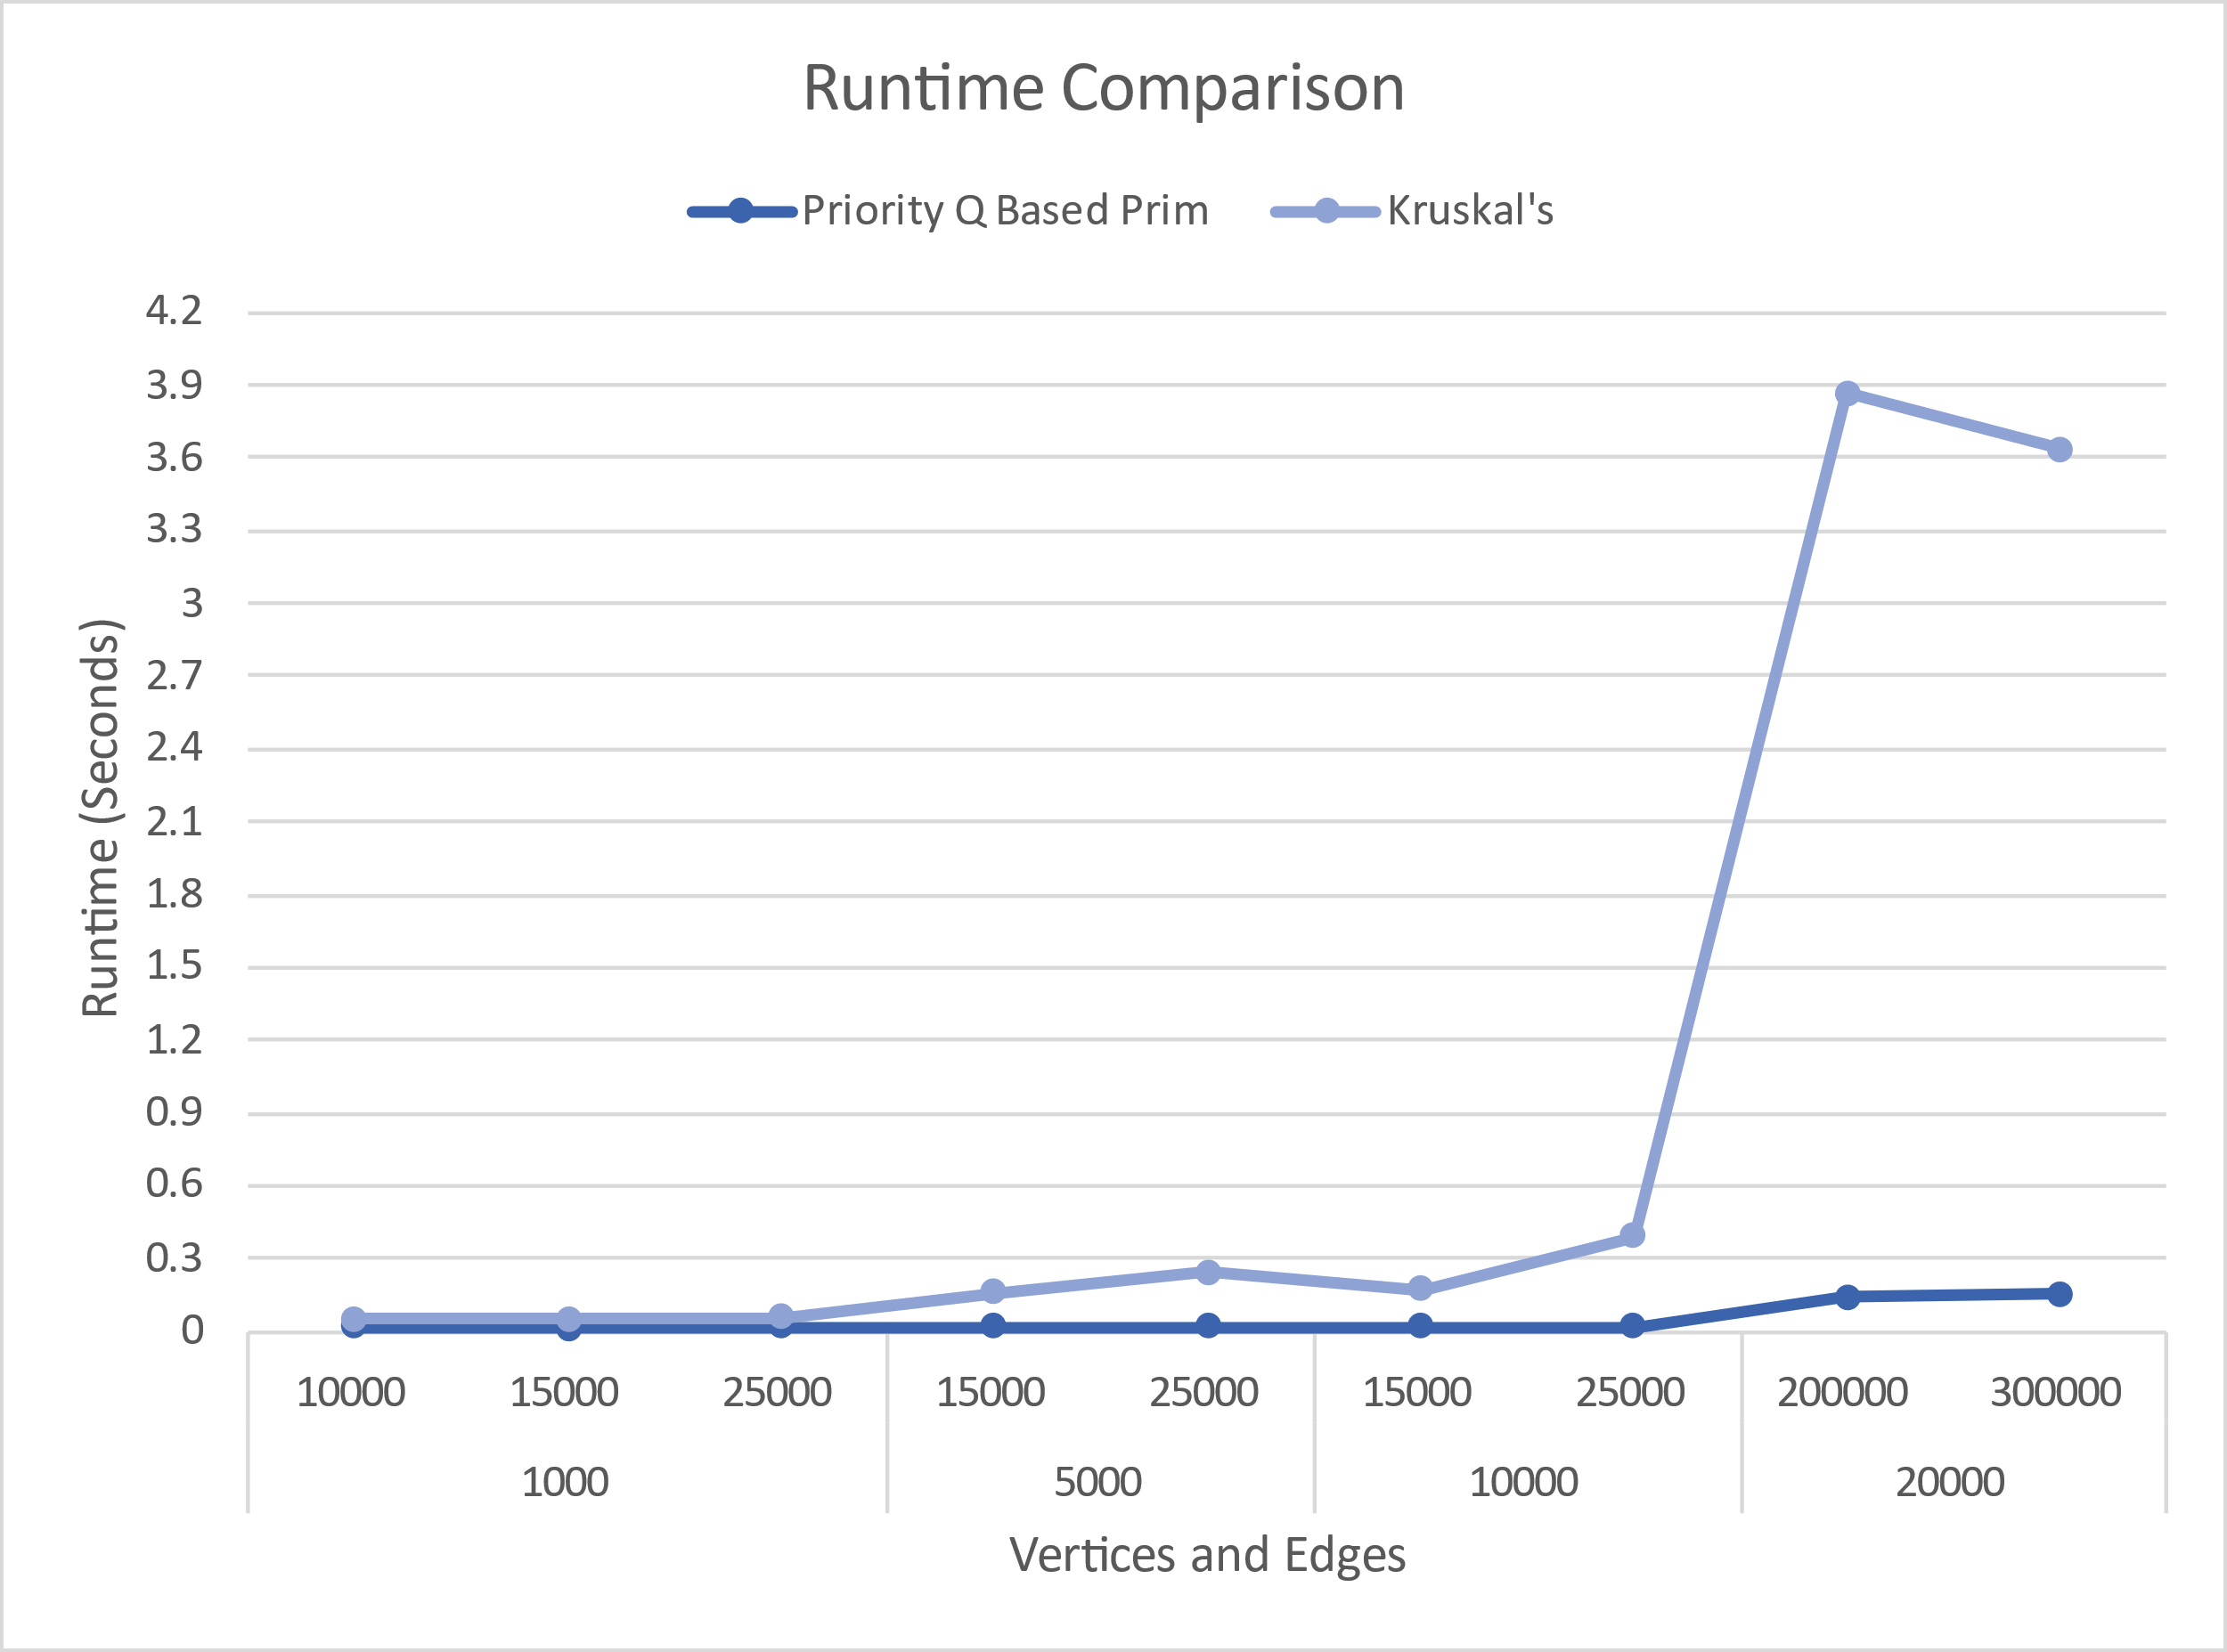 Runtime Comparison
Priority Q Based Prim Kruskal's
4.2
3.9
3.6
3.3
3
2.7
2.4
2.1
1.8
1.5
1.2
0.9
0.6
0.3
0
Runtime (Seconds)
10000 15000 25000 15000 25000 15000 25000 200000 300000
1000 5000 10000 20000
Vertices and Edges